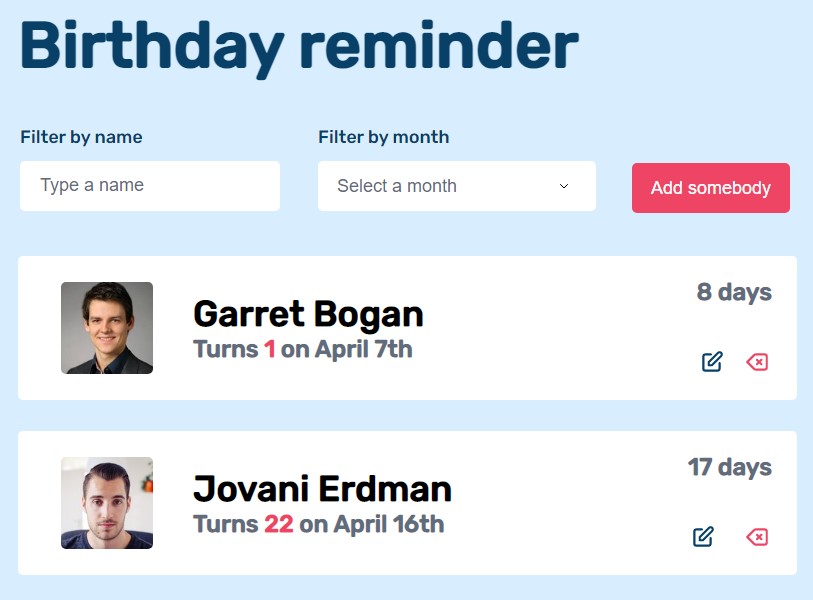 Birthday reminder
Filter by name
Filter by month
Type a name
Select a month
Add somebody
Garret Bogan
Turns 1 on April 7th
8 days
Jovani Erdman
Turns 22 on April 16th
17 days